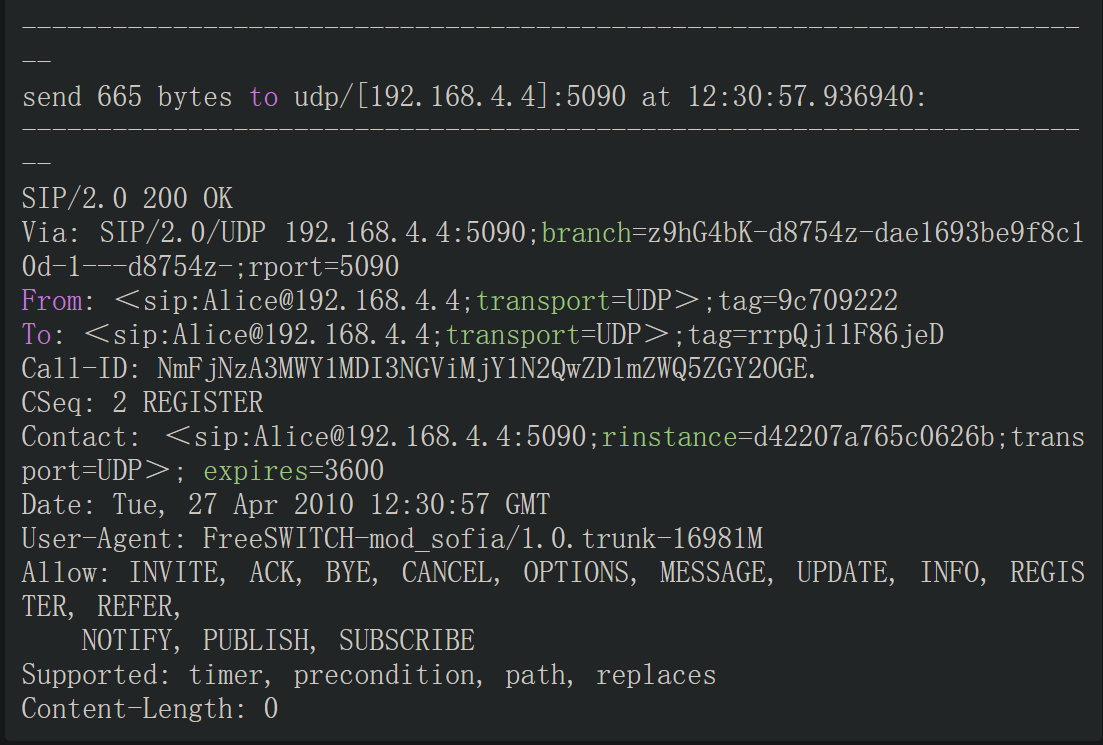 ------------------------------------------------------------------------
--
send 665 bytes to udp/[192.168.4.4]:5090 at 12:30:57.936940:
------------------------------------------------------------------------
--
SIP/2.0 200 OK
Via: SIP/2.0/UDP 192.168.4.4:5090;branch=z9hG4bK-d8754z-dae1693be9f8c1
0d-1---d8754z-;rport=5090
From: <sip:Alice@192.168.4.4;transport=UDP>;tag=9c709222
To: <sip:Alice@192.168.4.4;transport=UDP>;tag=rrpQj11F86jeD
Call-ID: NmFjNzA3MWY1MDI3NGViMjY1N2QwZDlmZWQ5ZGY2OGE.
CSeq: 2 REGISTER
Contact: <sip:Alice@192.168.4.4:5090;rinstance=d42207a765c0626b;trans
port=UDP>; expires=3600
Date: Tue, 27 Apr 2010 12:30:57 GMT
User-Agent: FreeSWITCH-mod_sofia/1.0.trunk-16981M
Allow: INVITE, ACK, BYE, CANCEL, OPTIONS, MESSAGE, UPDATE, INFO, REGIS
TER, REFER,
    NOTIFY, PUBLISH, SUBSCRIBE
Supported: timer, precondition, path, replaces
Content-Length: 0